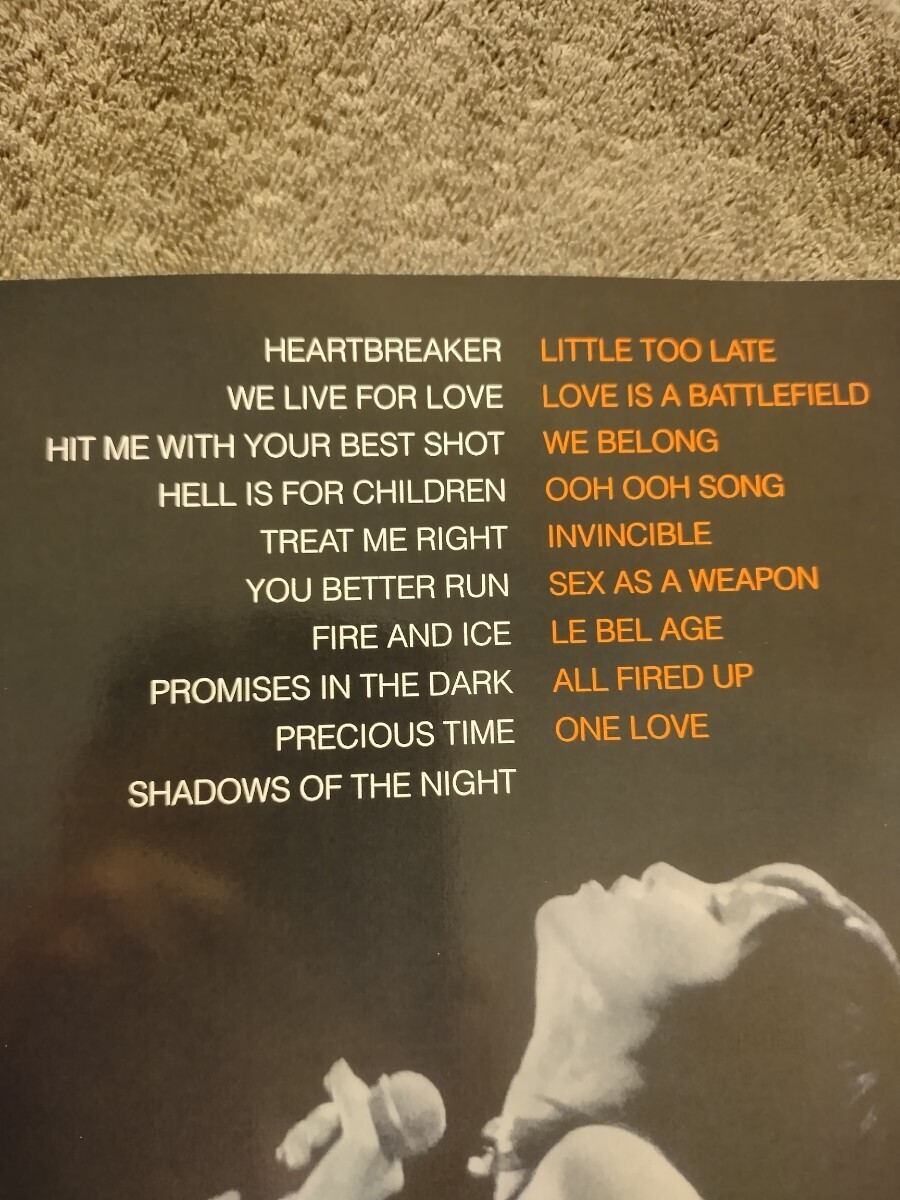 HEARTBREAKER
WE LIVE FOR LOVE
HIT ME WITH YOUR BEST SHOT
HELL IS FOR CHILDREN
TREAT ME RIGHT
YOU BETTER RUN
FIRE AND ICE
PROMISES IN THE DARK
PRECIOUS TIME
SHADOWS OF THE NIGHT
LITTLE TOO LATE
LOVE IS A BATTLEFIELD
WE BELONG
OOH OOH SONG
INVINCIBLE
SEX AS A WEAPON
LE BEL AGE
ALL FIRED UP
ONE LOVE